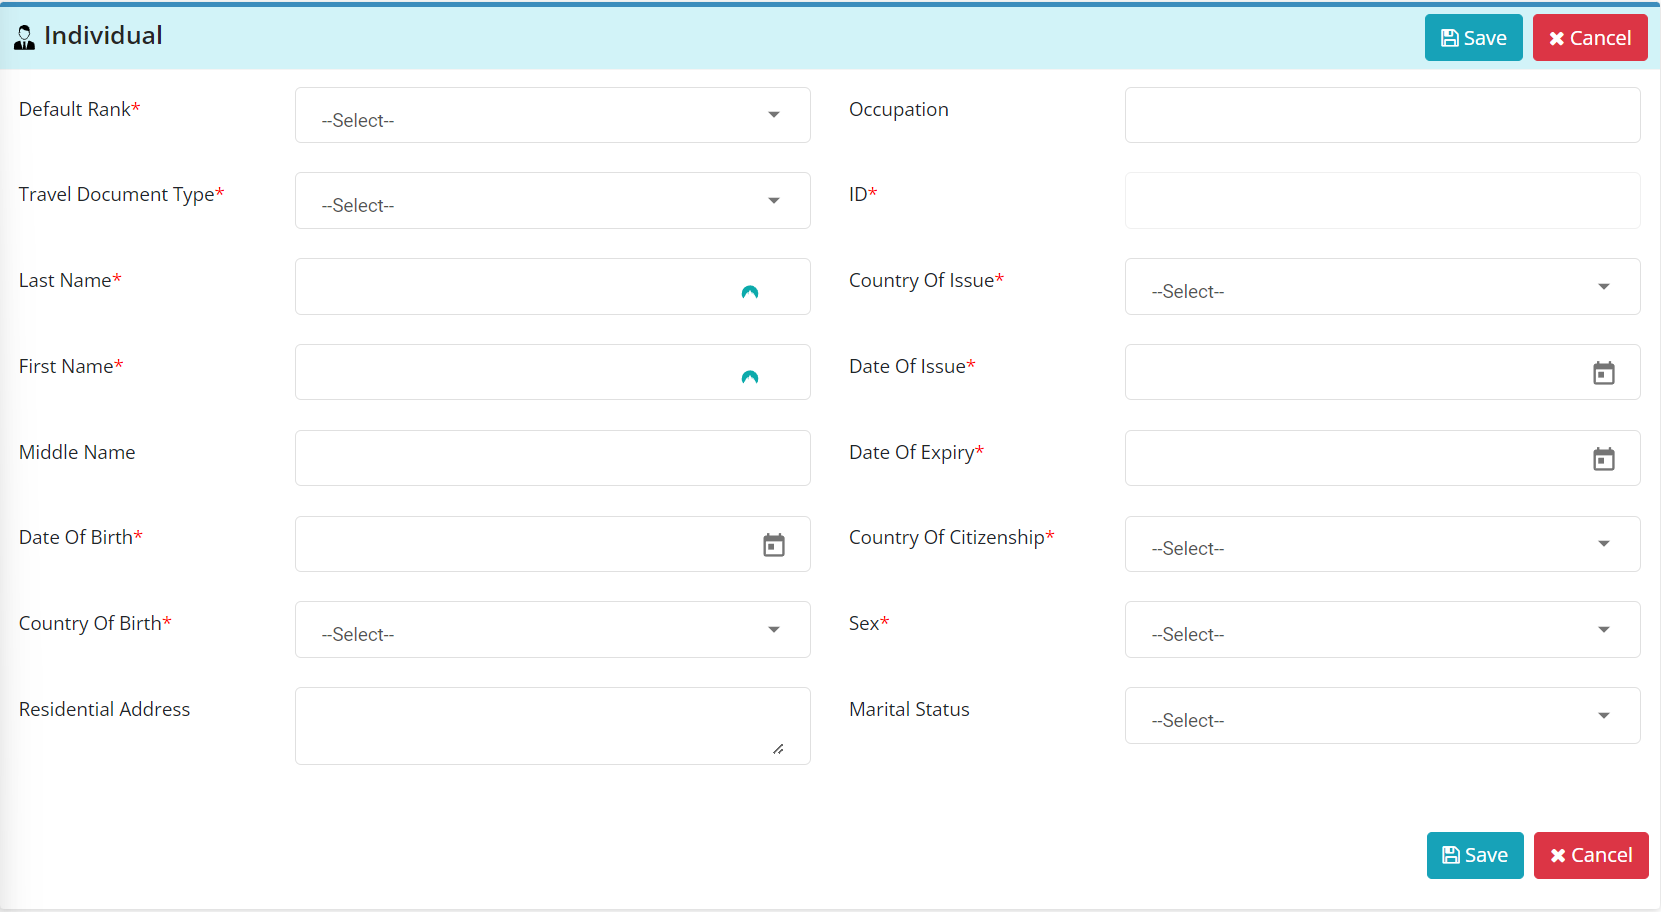 Individual
Save
Cancel
Default Rank*
--Select--
Occupation
Travel Document Type*
--Select--
ID*
Last Name*
Country Of Issue*
--Select--
First Name*
Date Of Issue*
Middle Name
Date Of Expiry*
Date Of Birth*
Country Of Citizenship*
--Select--
Country Of Birth*
--Select--
Sex*
--Select--
Residential Address
Marital Status
--Select--
Save
Cancel